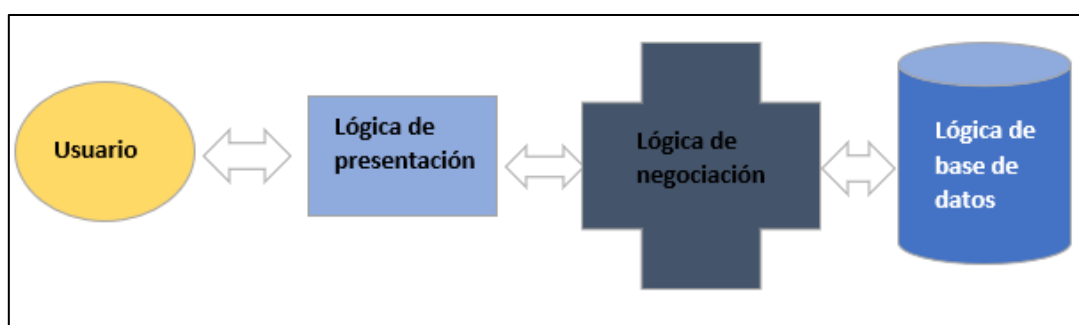 Usuario
Lógica de
presentación
Lógica de
negociación
Lógica de
base de
datos